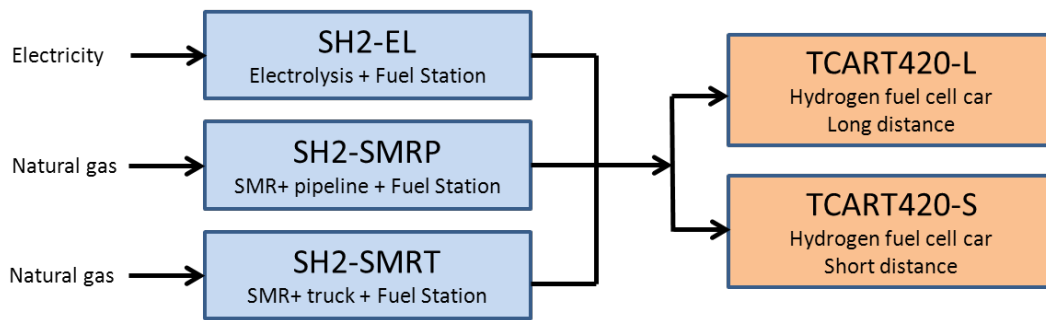 Electricity
SH2-EL
Electrolysis + Fuel Station
Natural gas
SH2-SMRP
SMR+ pipeline + Fuel Station
Natural gas
SH2-SMRT
SMR+ truck + Fuel Station
TCART420-L
Hydrogen fuel cell car
Long distance
TCART420-S
Hydrogen fuel cell car
Short distance